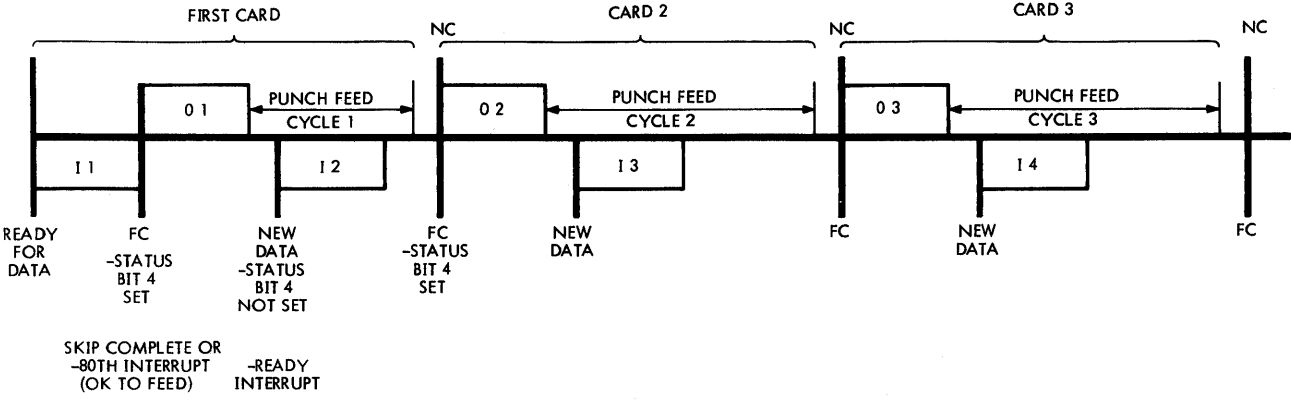 FIRST CARD
CARD 2
CARD 3
NC
NC
NC
O 1
PUNCH FEED
CYCLE 1
O 2
PUNCH FEED
CYCLE 2
O 3
PUNCH FEED
CYCLE 3
I 1
I 2
I 3
I 4
READY
FOR
DATA
FC
-STATUS
BIT 4
SET
NEW
DATA
-STATUS
BIT 4
NOT SET
FC
-STATUS
BIT 4
SET
NEW
DATA
FC
NEW
DATA
FC
SKIP COMPLETE OR
-80TH INTERRUPT
(OK TO FEED)
-READY
INTERRUPT